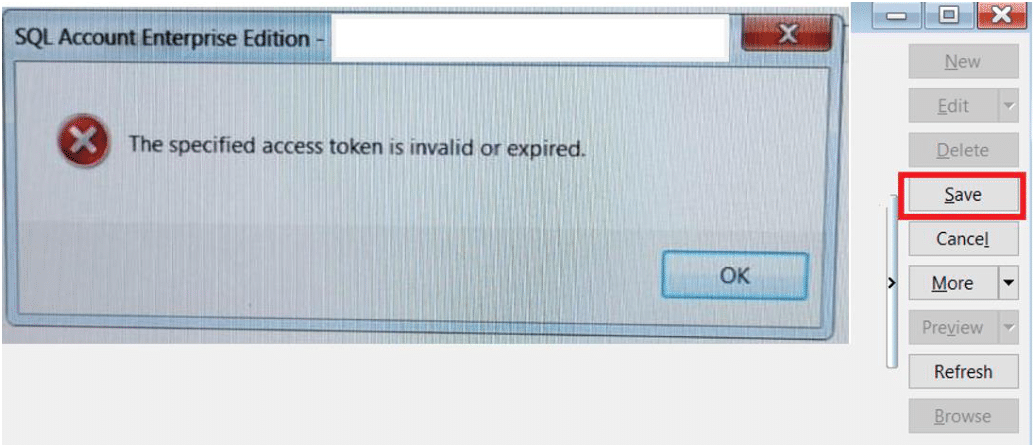 SQL Account Enterprise Edition -
The specified access token is invalid or expired.
OK
New
Edit
Delete
Save
Cancel
More
Preview
Refresh
Browse